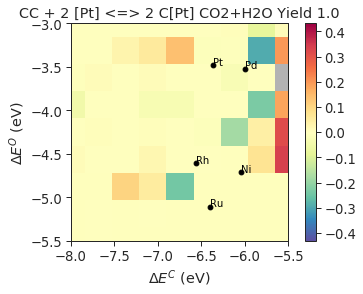 CC + 2 [Pt] <=> 2 C[Pt] CO2+H2O Yield 1.0
−3.0
−3.5
−4.0
−4.5
−5.0
−5.5
ΔE^O (eV)
Pt
Pd
Rh
Ni
Ru
−8.0 −7.5 −7.0 −6.5 −6.0 −5.5
ΔE^C (eV)
0.4
0.3
0.2
0.1
0.0
−0.1
−0.2
−0.3
−0.4